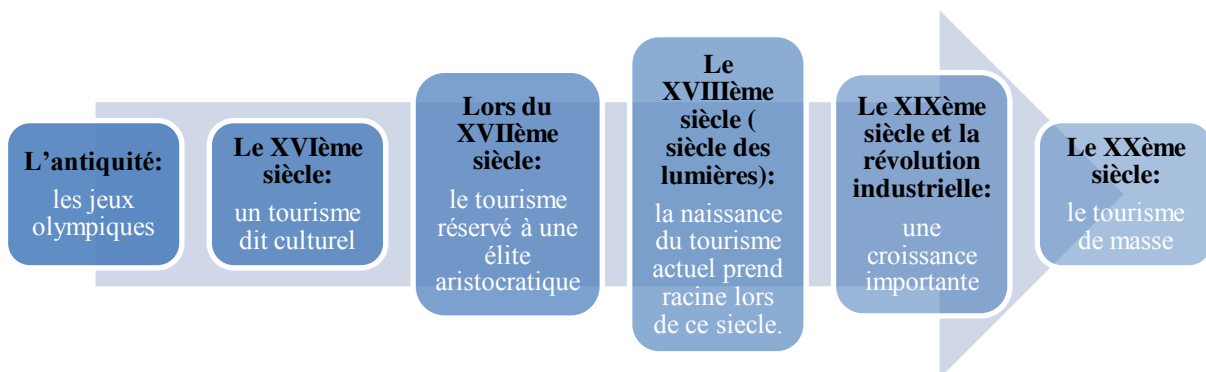 L’antiquité:
les jeux
olympiques
Le XVIème
siècle:
un tourisme
dit culturel
Lors du
XVIIème
siècle:
le tourisme
réservé à une
élite
aristocratique
Le
XVIIIème
siècle (
siècle des
lumières):
la naissance
du tourisme
actuel prend
racine lors
de ce siecle.
Le XIXème
siècle et la
révolution
industrielle:
une
croissance
importante
Le XXème
siècle:
le tourisme
de masse